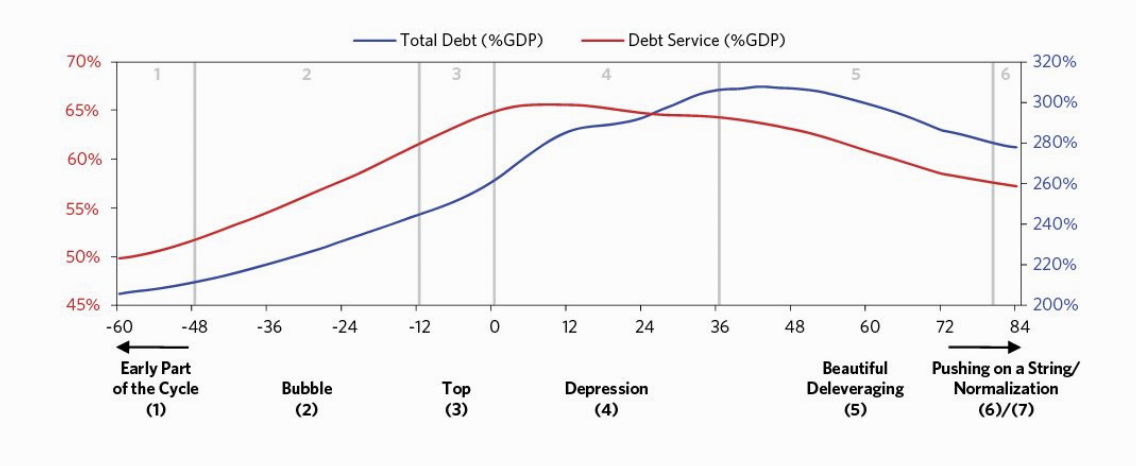 Total Debt (%GDP) Debt Service (%GDP)
70% 320%
1 2 3 4 5 6
65% 300%
60% 280%
55% 260%
50% 240%
45% 220%
200%
-60 -48 -36 -24 -12 0 12 24 36 48 60 72 84
Early Part Beautiful Pushing on a String/
of the Cycle Bubble Top Depression Deleveraging Normalization
(1) (2) (3) (4) (5) (6)/(7)